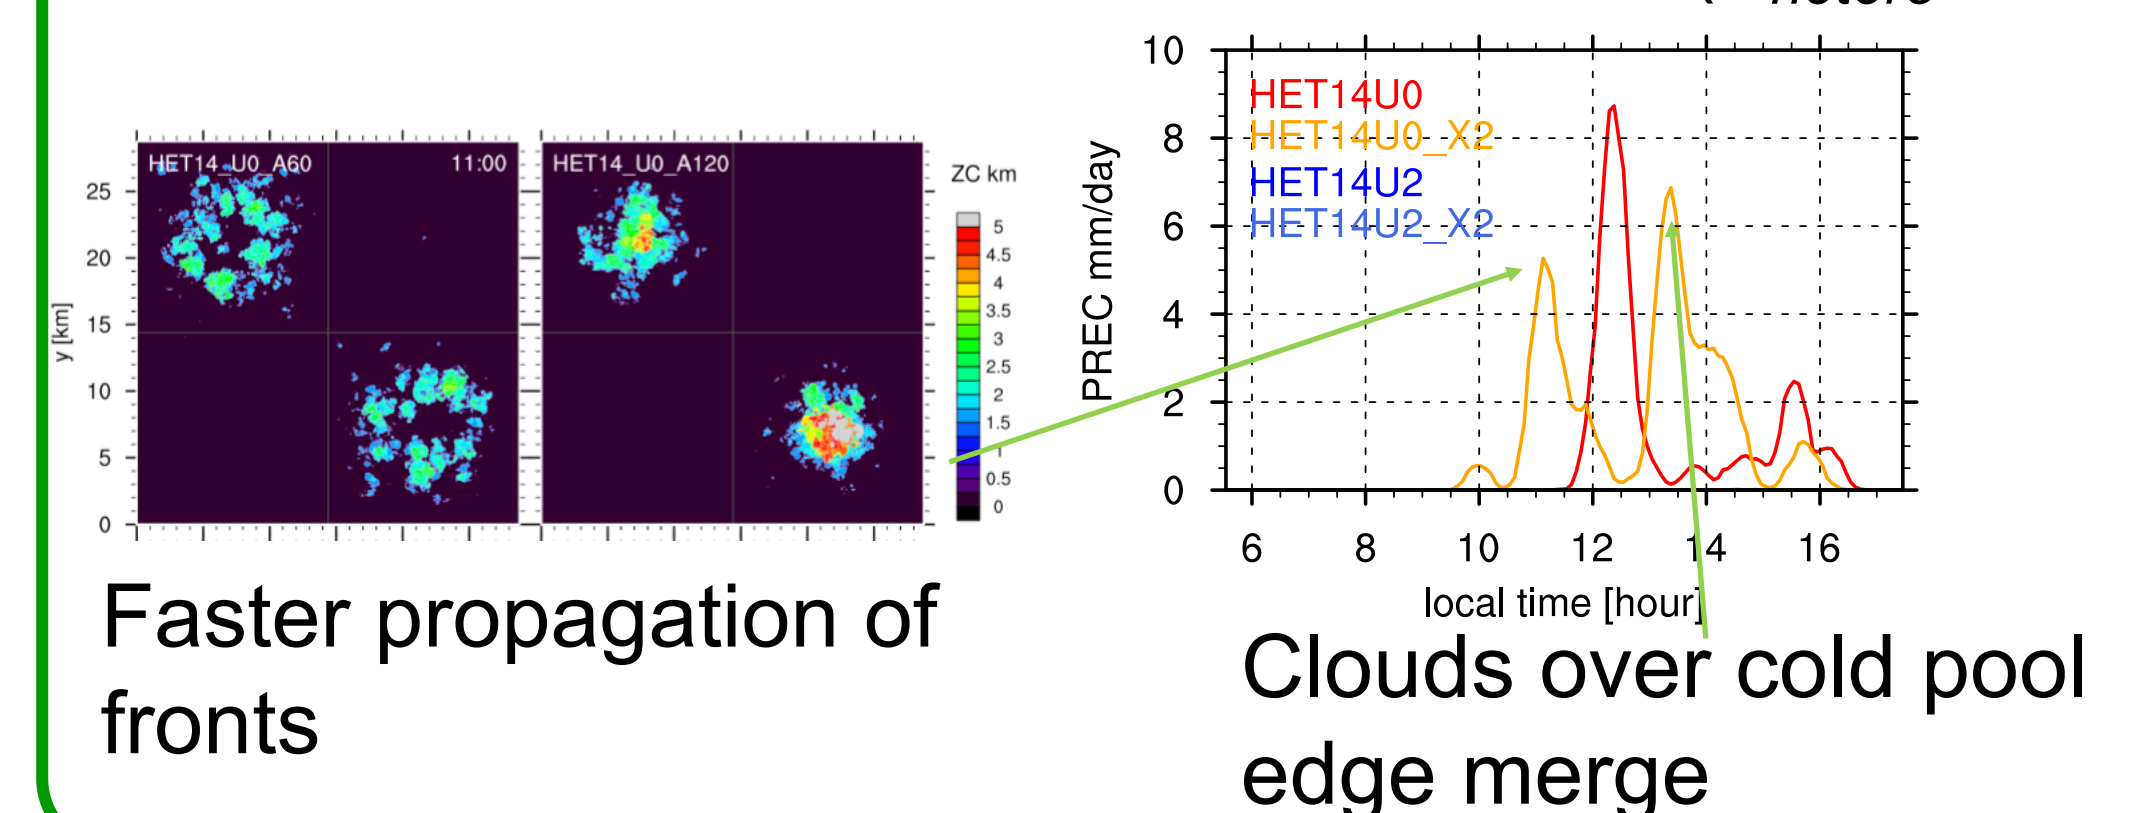 HET14_U0_A60
11:00
HET14_U0_A120
ZC km
5
4.5
4
3.5
3
2.5
2
1.5
1
0.5
0
y [km]
25
20
15
10
5
0
Faster propagation of
fronts
10
8
6
4
2
0
PREC mm/day
HET14U0
HET14U0_X2
HET14U2
HET14U2_X2
6
8
10
12
14
16
local time [hour]
Clouds over cold pool
edge merge